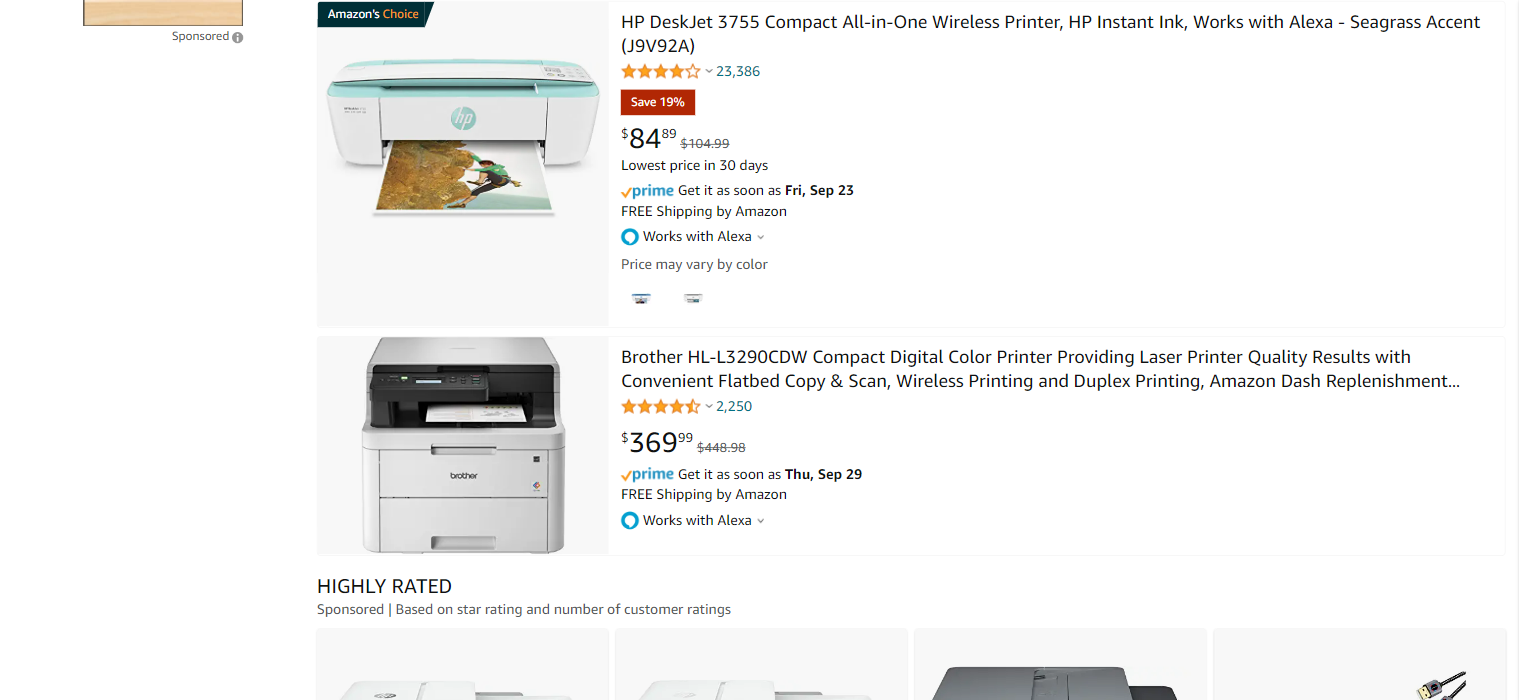 Sponsored
Amazon's Choice
hp
HP DeskJet 3755 Compact All-in-One Wireless Printer, HP Instant Ink, Works with Alexa - Seagrass Accent
(J9V92A)
23,386
Save 19%
$84.89 $104.99
Lowest price in 30 days
prime Get it as soon as Fri, Sep 23
FREE Shipping by Amazon
Works with Alexa
Price may vary by color
brother
Brother HL-L3290CDW Compact Digital Color Printer Providing Laser Printer Quality Results with
Convenient Flatbed Copy & Scan, Wireless Printing and Duplex Printing, Amazon Dash Replenishment...
2,250
$369.99 $448.98
prime Get it as soon as Thu, Sep 29
FREE Shipping by Amazon
Works with Alexa
HIGHLY RATED
Sponsored | Based on star rating and number of customer ratings